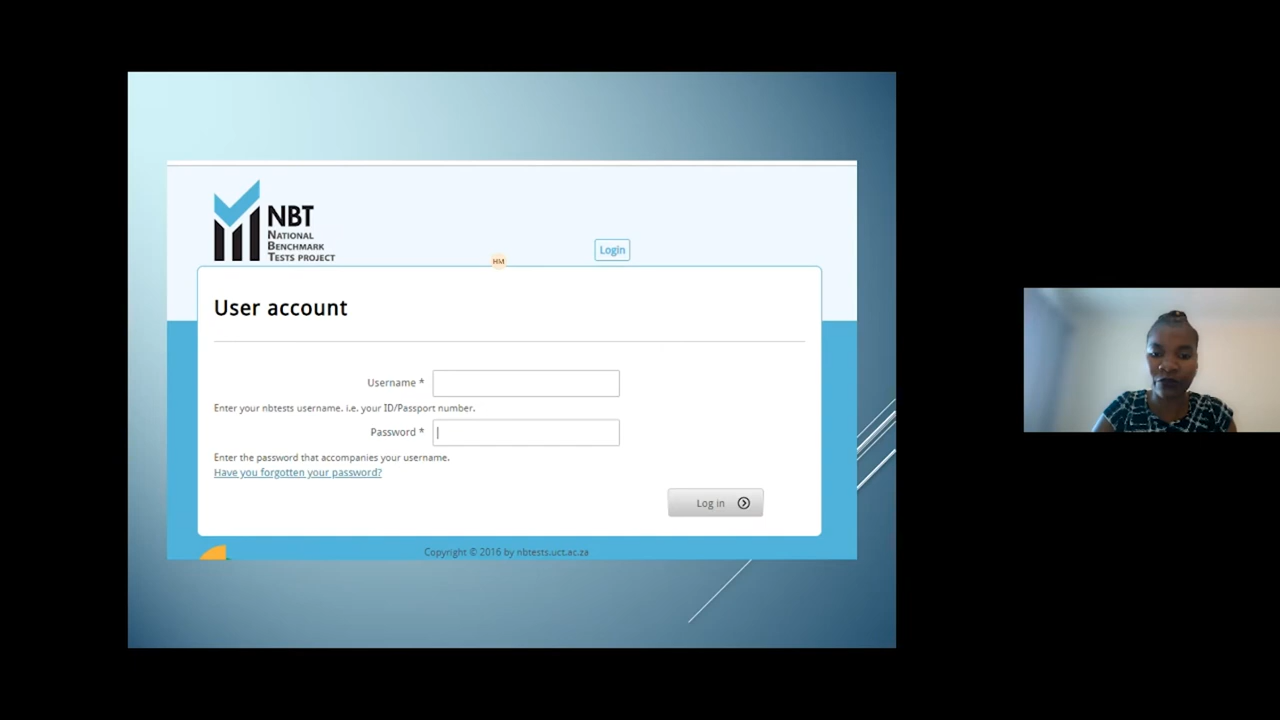 NBT
NATIONAL
BENCHMARK
TESTS PROJECT
Login
HM
User account
Username *
Enter your nbtests username. i.e. your ID/Passport number.
Password *
Enter the password that accompanies your username.
Have you forgotten your password?
Log in
Copyright © 2016 by nbtests.uct.ac.za